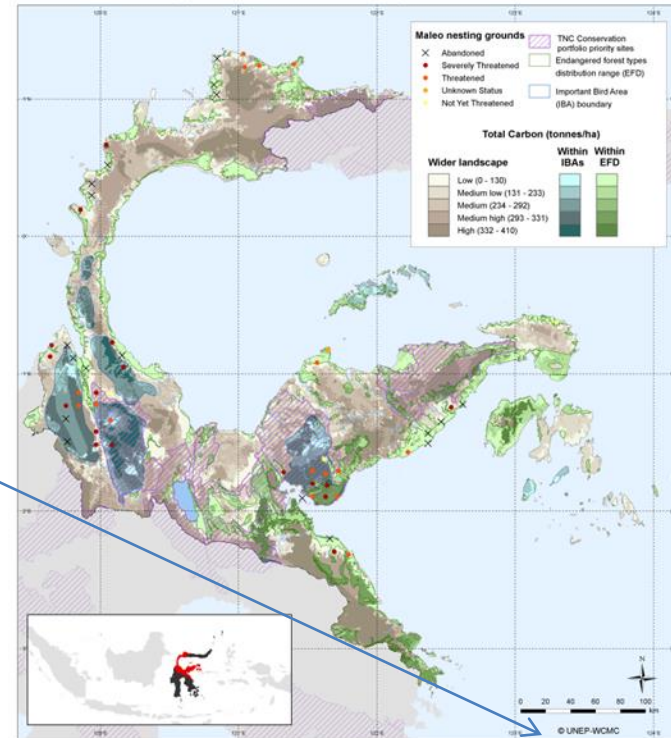 Maleo nesting grounds
Abandoned
Severely Threatened
Threatened
Unknown Status
Not Yet Threatened
TNC Conservation
portfolio priority sites
Endangered forest types
distribution range (EFD)
Important Bird Area
(IBA) boundary
Total Carbon (tonnes/ha)
Wider landscape
Within
IBAs
Within
EFD
Low (0 - 130)
Medium low (131 - 233)
Medium (234 - 292)
Medium high (293 - 331)
High (332 - 410)
N
0 20 40 60 80 100
km
© UNEP-WCMC